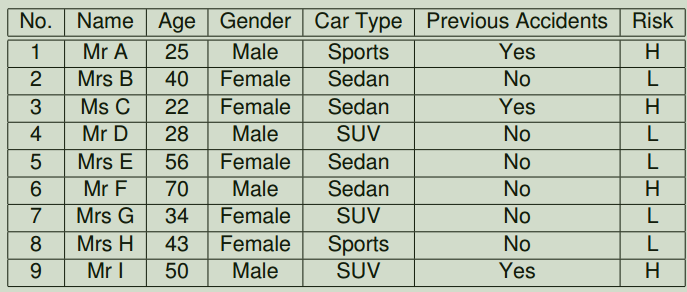 No. Name Age Gender Car Type Previous Accidents Risk
1 Mr A 25 Male Sports Yes H
2 Mrs B 40 Female Sedan No L
3 Ms C 22 Female Sedan Yes H
4 Mr D 28 Male SUV No L
5 Mrs E 56 Female Sedan No L
6 Mr F 70 Male Sedan No H
7 Mrs G 34 Female SUV No L
8 Mrs H 43 Female Sports No L
9 Mr I 50 Male SUV Yes H